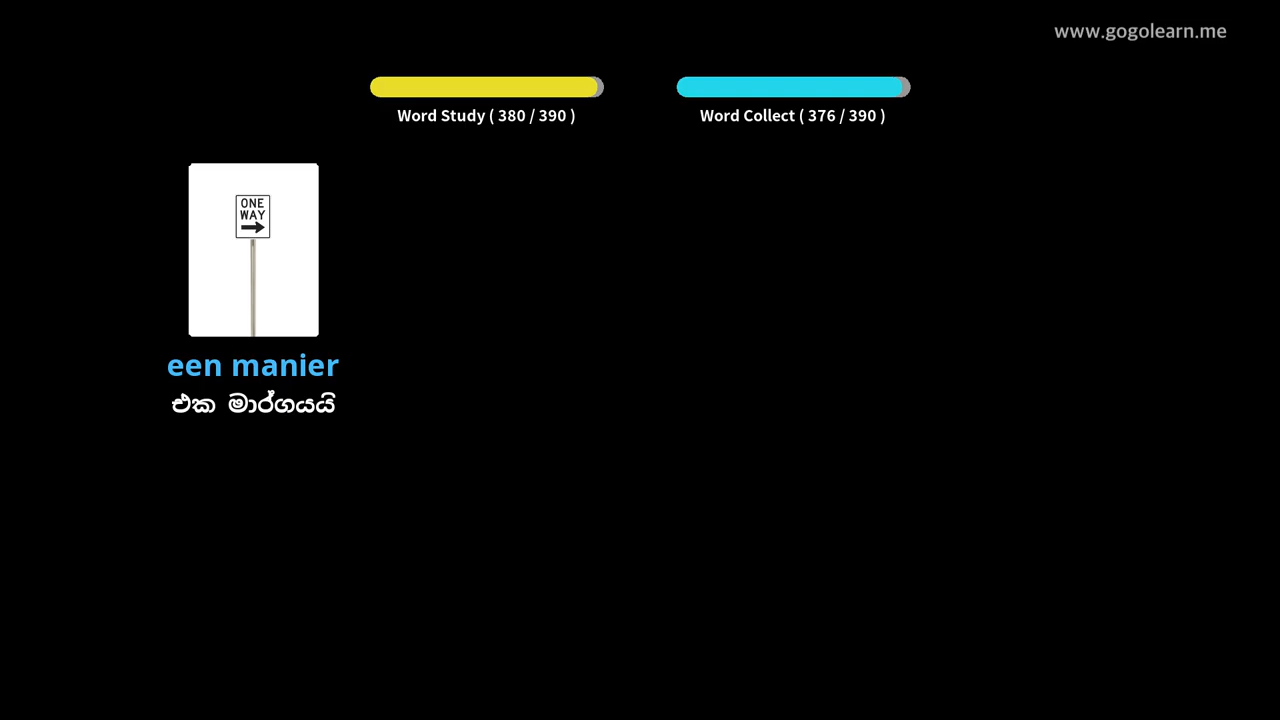 www.gogolearn.me
Word Study ( 380 / 390 )
Word Collect ( 376 / 390 )
ONE
WAY
een manier
එක මාර්ගයයි